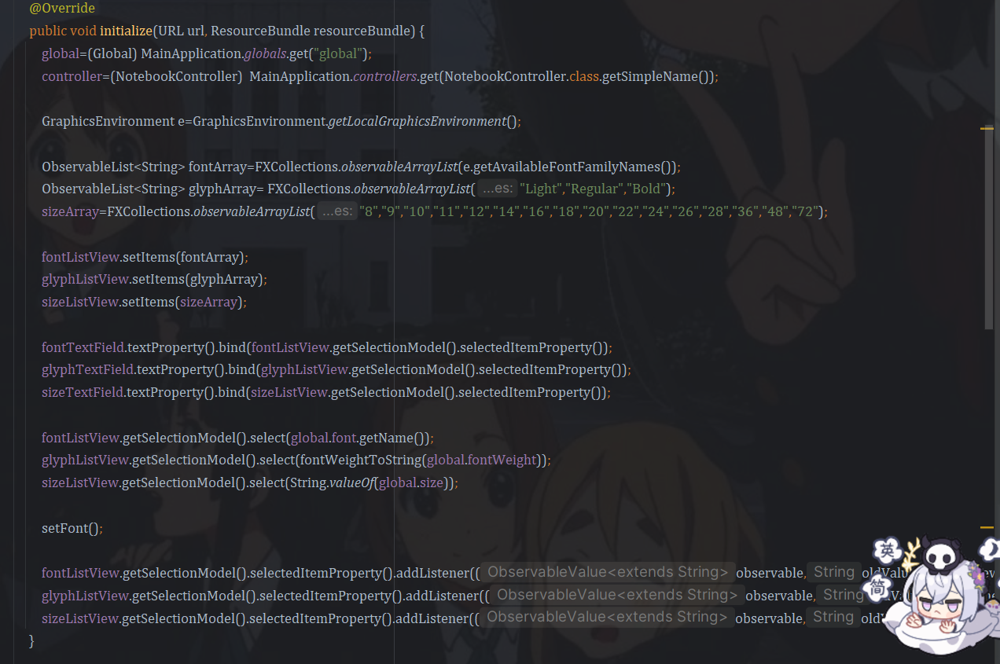 @Override
public void initialize(URL url, ResourceBundle resourceBundle) {
global=(Global) MainApplication.globals.get("global");
controller=(NotebookController)  MainApplication.controllers.get(NotebookController.class.getSimpleName());
GraphicsEnvironment e=GraphicsEnvironment.getLocalGraphicsEnvironment();
ObservableList<String> fontArray=FXCollections.observableArrayList(e.getAvailableFontFamilyNames());
ObservableList<String> glyphArray= FXCollections.observableArrayList( ...es: "Light","Regular","Bold");
sizeArray=FXCollections.observableArrayList( ...es: "8","9","10","11","12","14","16","18","20","22","24","26","28","36","48","72");
fontListView.setItems(fontArray);
glyphListView.setItems(glyphArray);
sizeListView.setItems(sizeArray);
fontTextField.textProperty().bind(fontListView.getSelectionModel().selectedItemProperty());
glyphTextField.textProperty().bind(glyphListView.getSelectionModel().selectedItemProperty());
sizeTextField.textProperty().bind(sizeListView.getSelectionModel().selectedItemProperty());
fontListView.getSelectionModel().select(global.font.getName());
glyphListView.getSelectionModel().select(fontWeightToString(global.fontWeight));
sizeListView.getSelectionModel().select(String.valueOf(global.size));
setFont();
fontListView.getSelectionModel().selectedItemProperty().addListener(( ObservableValue<extends String> observable, String
glyphListView.getSelectionModel().selectedItemProperty().addListener(( ObservableValue<extends String> observable, String
sizeListView.getSelectionModel().selectedItemProperty().addListener(( ObservableValue<extends String> observable, String
}
英
简